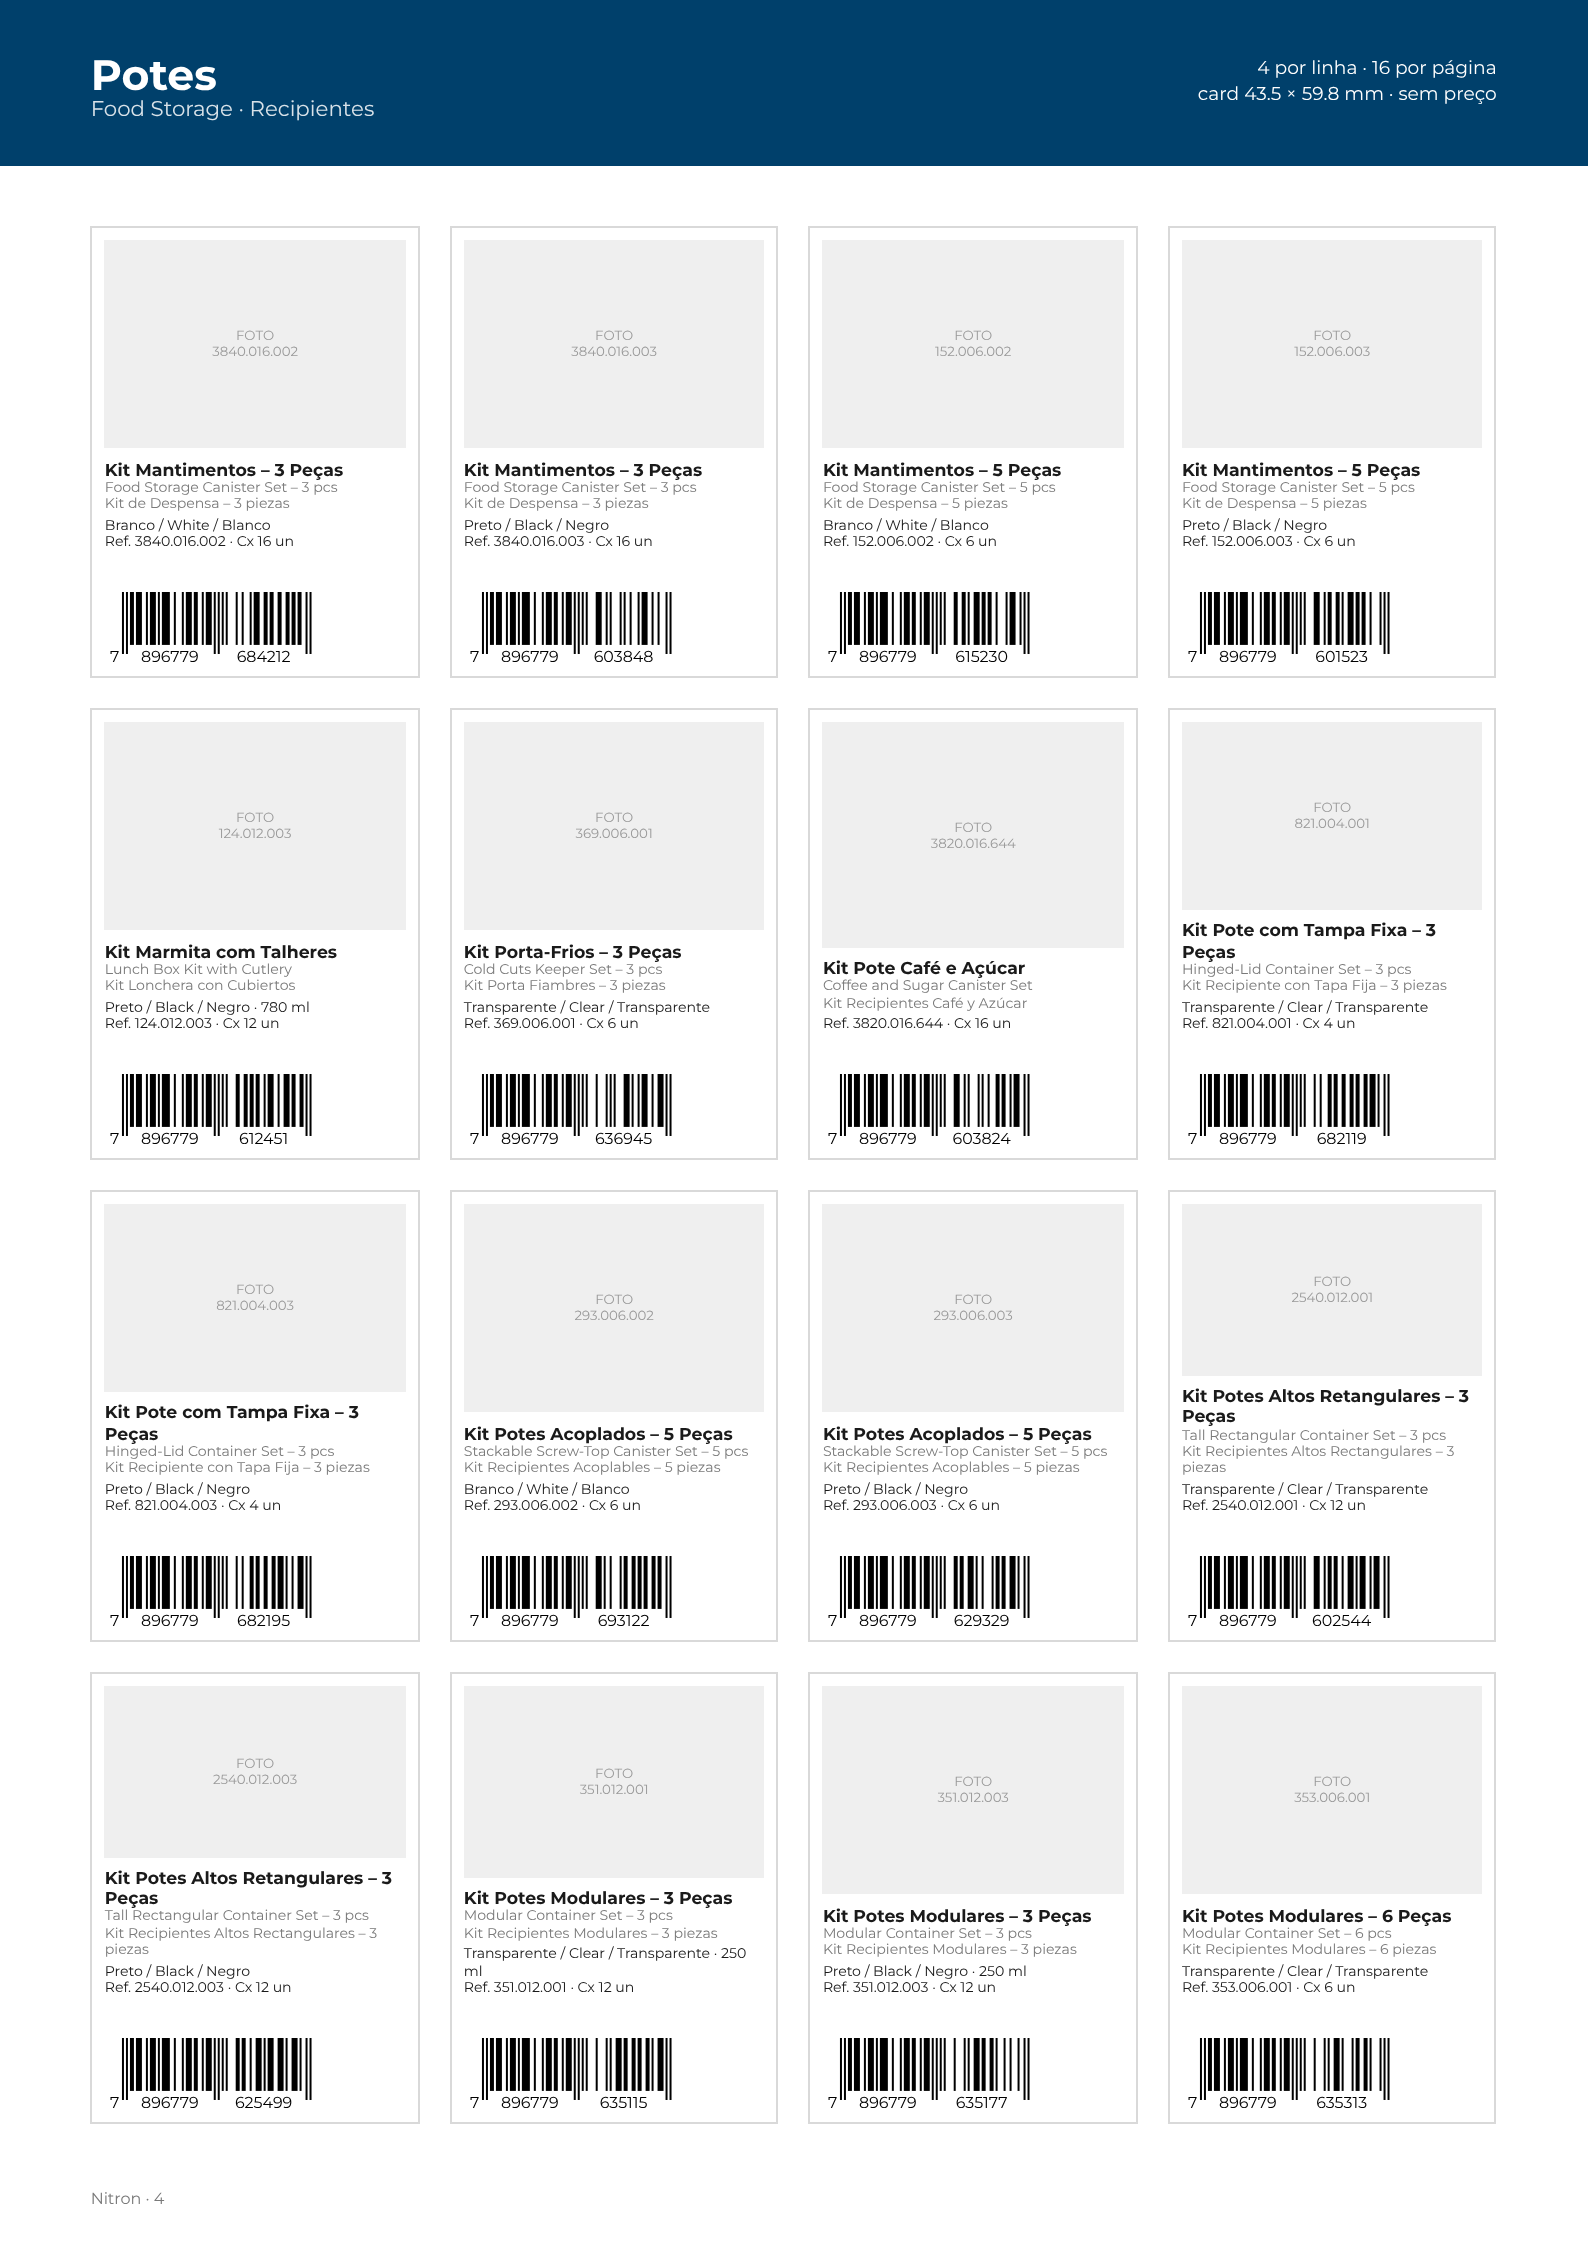 Potes
Food Storage · Recipientes
4 por linha · 16 por página
card 43.5 × 59.8 mm · sem preço
FOTO
3840.016.002
Kit Mantimentos – 3 Peças
Food Storage Canister Set – 3 pcs
Kit de Despensa – 3 piezas
Branco / White / Blanco
Ref. 3840.016.002 · Cx 16 un
7 896779 684212
FOTO
3840.016.003
Kit Mantimentos – 3 Peças
Food Storage Canister Set – 3 pcs
Kit de Despensa – 3 piezas
Preto / Black / Negro
Ref. 3840.016.003 · Cx 16 un
7 896779 603848
FOTO
152.006.002
Kit Mantimentos – 5 Peças
Food Storage Canister Set – 5 pcs
Kit de Despensa – 5 piezas
Branco / White / Blanco
Ref. 152.006.002 · Cx 6 un
7 896779 615230
FOTO
152.006.003
Kit Mantimentos – 5 Peças
Food Storage Canister Set – 5 pcs
Kit de Despensa – 5 piezas
Preto / Black / Negro
Ref. 152.006.003 · Cx 6 un
7 896779 601523
FOTO
124.012.003
Kit Marmita com Talheres
Lunch Box Kit with Cutlery
Kit Lonchera con Cubiertos
Preto / Black / Negro · 780 ml
Ref. 124.012.003 · Cx 12 un
7 896779 612451
FOTO
369.006.001
Kit Porta-Frios – 3 Peças
Cold Cuts Keeper Set – 3 pcs
Kit Porta Fiambres – 3 piezas
Transparente / Clear / Transparente
Ref. 369.006.001 · Cx 6 un
7 896779 636945
FOTO
3820.016.644
Kit Pote Café e Açúcar
Coffee and Sugar Canister Set
Kit Recipientes Café y Azúcar
Ref. 3820.016.644 · Cx 16 un
7 896779 603824
FOTO
821.004.001
Kit Pote com Tampa Fixa – 3
Peças
Hinged-Lid Container Set – 3 pcs
Kit Recipiente con Tapa Fija – 3 piezas
Transparente / Clear / Transparente
Ref. 821.004.001 · Cx 4 un
7 896779 682119
FOTO
821.004.003
Kit Pote com Tampa Fixa – 3
Peças
Hinged-Lid Container Set – 3 pcs
Kit Recipiente con Tapa Fija – 3 piezas
Preto / Black / Negro
Ref. 821.004.003 · Cx 4 un
7 896779 682195
FOTO
293.006.002
Kit Potes Acoplados – 5 Peças
Stackable Screw-Top Canister Set – 5 pcs
Kit Recipientes Acoplables – 5 piezas
Branco / White / Blanco
Ref. 293.006.002 · Cx 6 un
7 896779 693122
FOTO
293.006.003
Kit Potes Acoplados – 5 Peças
Stackable Screw-Top Canister Set – 5 pcs
Kit Recipientes Acoplables – 5 piezas
Preto / Black / Negro
Ref. 293.006.003 · Cx 6 un
7 896779 629329
FOTO
2540.012.001
Kit Potes Altos Retangulares – 3
Peças
Tall Rectangular Container Set – 3 pcs
Kit Recipientes Altos Rectangulares – 3
piezas
Transparente / Clear / Transparente
Ref. 2540.012.001 · Cx 12 un
7 896779 602544
FOTO
2540.012.003
Kit Potes Altos Retangulares – 3
Peças
Tall Rectangular Container Set – 3 pcs
Kit Recipientes Altos Rectangulares – 3
piezas
Preto / Black / Negro
Ref. 2540.012.003 · Cx 12 un
7 896779 625499
FOTO
351.012.001
Kit Potes Modulares – 3 Peças
Modular Container Set – 3 pcs
Kit Recipientes Modulares – 3 piezas
Transparente / Clear / Transparente · 250
ml
Ref. 351.012.001 · Cx 12 un
7 896779 635115
FOTO
351.012.003
Kit Potes Modulares – 3 Peças
Modular Container Set – 3 pcs
Kit Recipientes Modulares – 3 piezas
Preto / Black / Negro · 250 ml
Ref. 351.012.003 · Cx 12 un
7 896779 635177
FOTO
353.006.001
Kit Potes Modulares – 6 Peças
Modular Container Set – 6 pcs
Kit Recipientes Modulares – 6 piezas
Transparente / Clear / Transparente
Ref. 353.006.001 · Cx 6 un
7 896779 635313
Nitron · 4